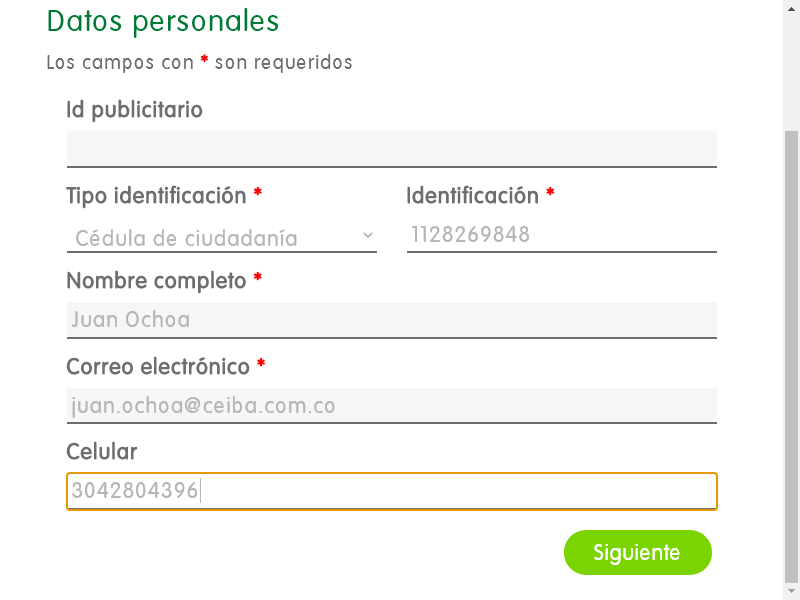 Datos personales
Los campos con * son requeridos
Id publicitario
Tipo identificación *
Identificación *
Cédula de ciudadanía
1128269848
Nombre completo *
Juan Ochoa
Correo electrónico *
juan.ochoa@ceiba.com.co
Celular
3042804396
Siguiente